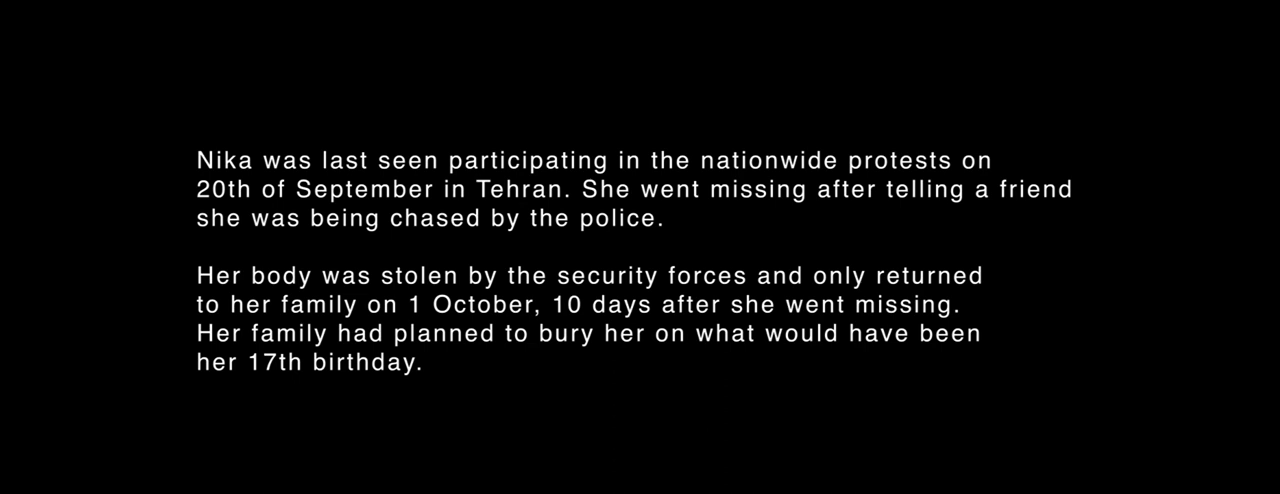 Nika was last seen participating in the nationwide protests on
20th of September in Tehran. She went missing after telling a friend
she was being chased by the police.
Her body was stolen by the security forces and only returned
to her family on 1 October, 10 days after she went missing.
Her family had planned to bury her on what would have been
her 17th birthday.